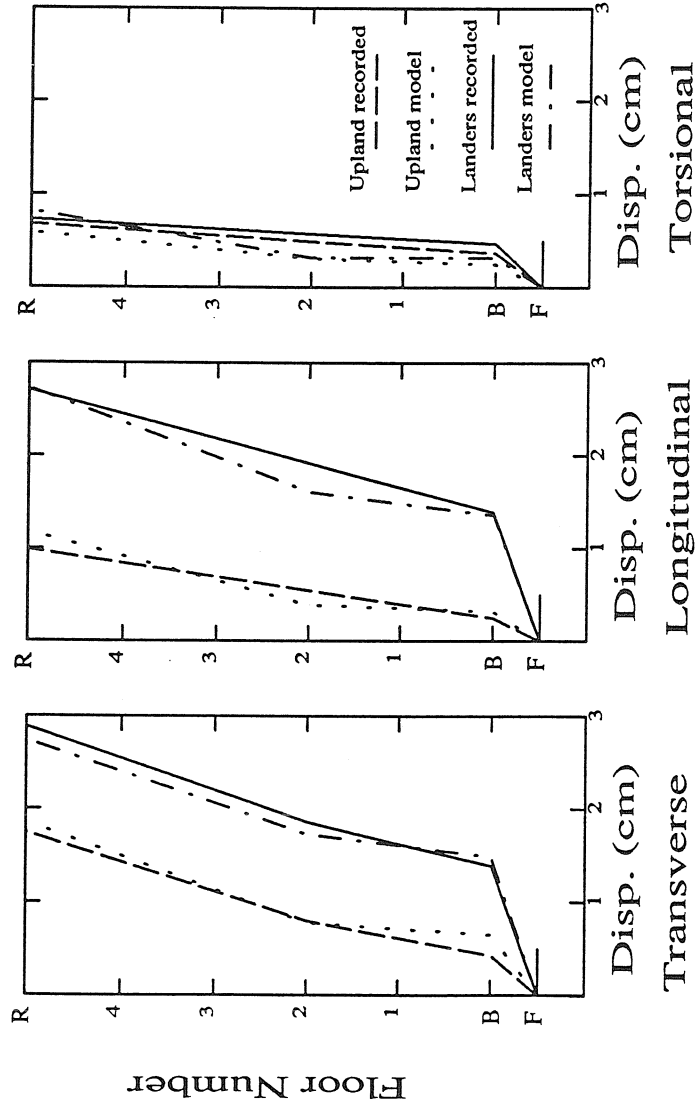 Floor Number
R
4
3
2
1
B
F
1
2
3
Disp. (cm)
Transverse
R
4
3
2
1
B
F
1
2
3
Disp. (cm)
Longitudinal
R
4
3
2
1
B
F
1
2
3
Disp. (cm)
Torsional
Upland recorded
Upland model
Landers recorded
Landers model